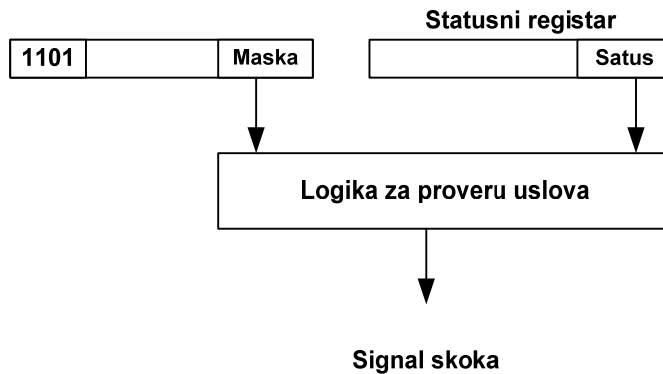 Statusni registar
1101 Maska Satus
Logika za proveru uslova
Signal skoka